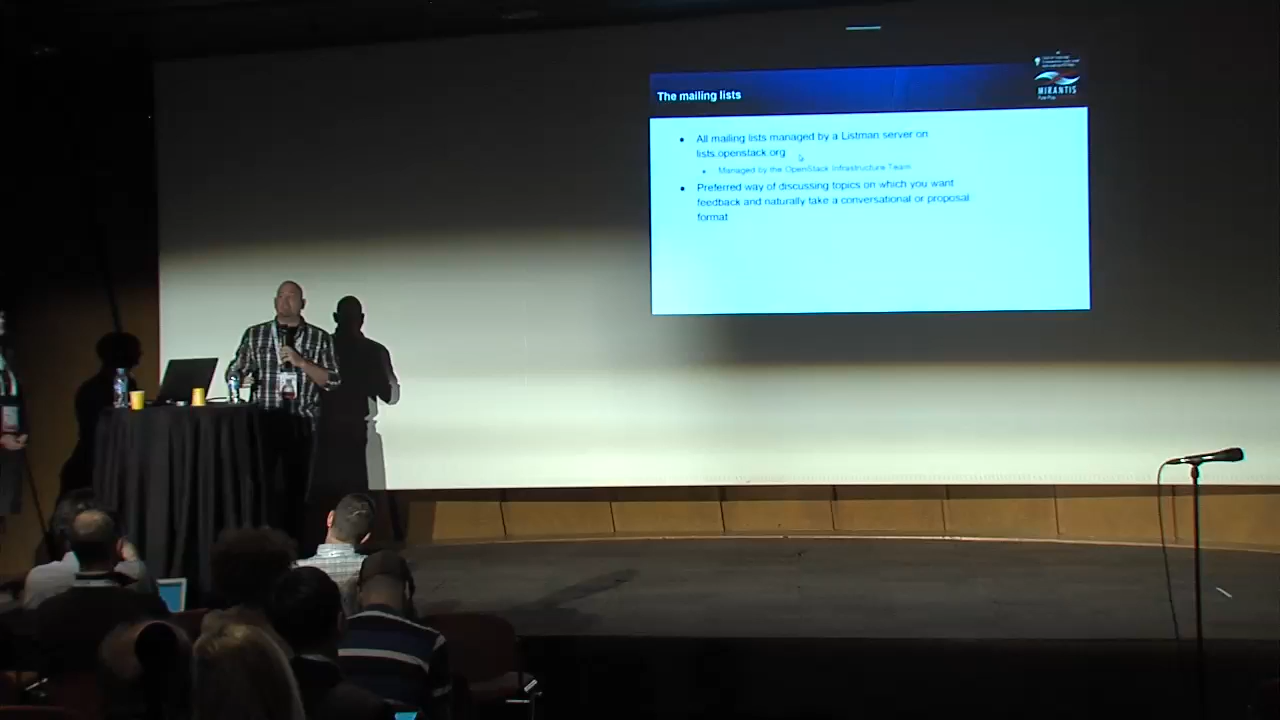 The mailing lists
MIRANTIS
All mailing lists managed by a Listman server on
lists.openstack.org
Managed by the OpenStack Infrastructure Team
Preferred way of discussing topics on which you want
feedback and naturally take a conversational or proposal
format